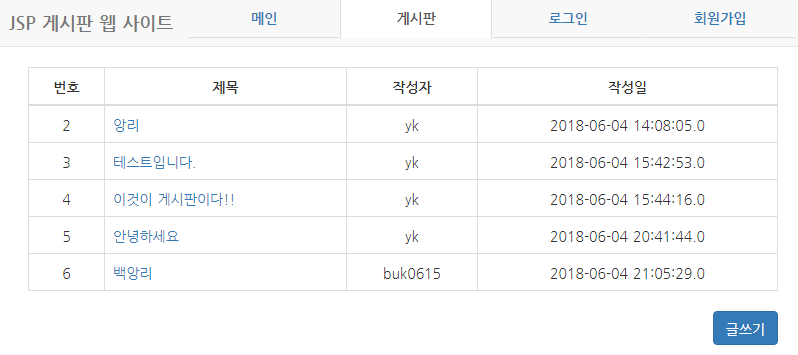 JSP 게시판 웹 사이트 메인 게시판 로그인 회원가입
번호 제목 작성자 작성일
2 앙리 yk 2018-06-04 14:08:05.0
3 테스트입니다. yk 2018-06-04 15:42:53.0
4 이것이 게시판이다!! yk 2018-06-04 15:44:16.0
5 안녕하세요 yk 2018-06-04 20:41:44.0
6 백앙리 buk0615 2018-06-04 21:05:29.0
글쓰기